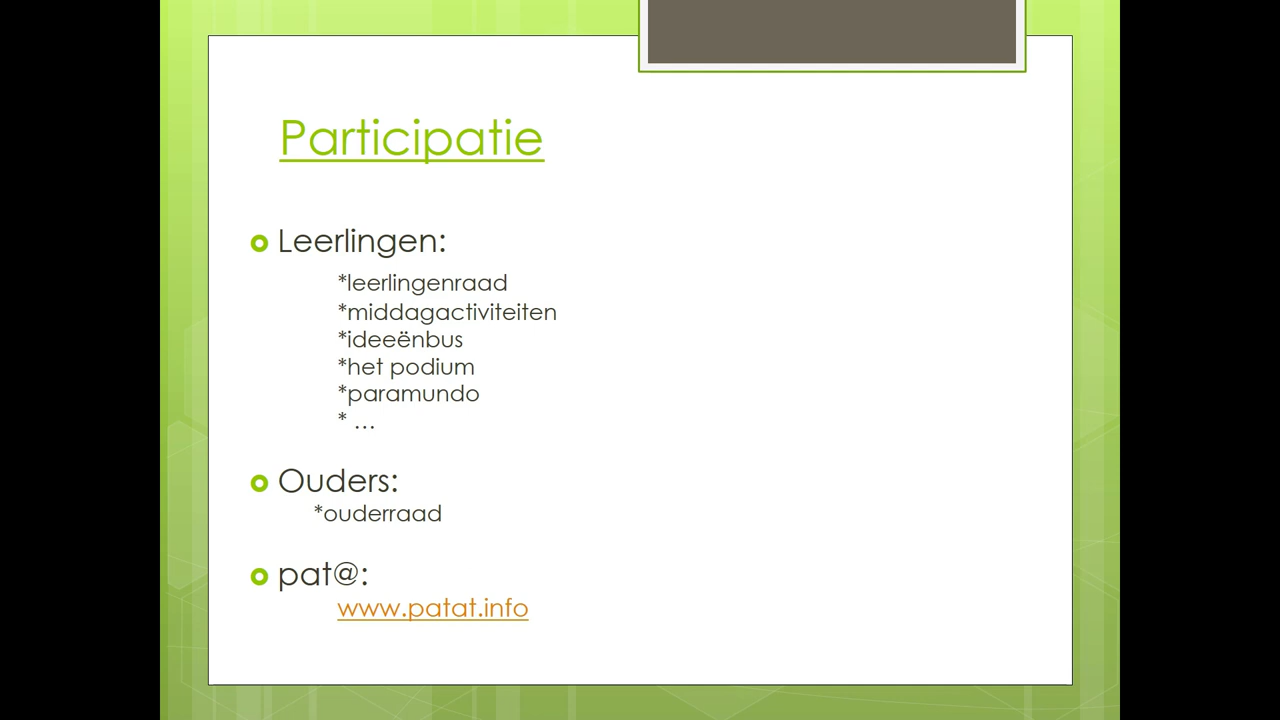 Participatie
Leerlingen:
*leerlingenraad
*middagactiviteiten
*ideeënbus
*het podium
*paramundo
* ...
Ouders:
*ouderraad
pat@:
www.patat.info